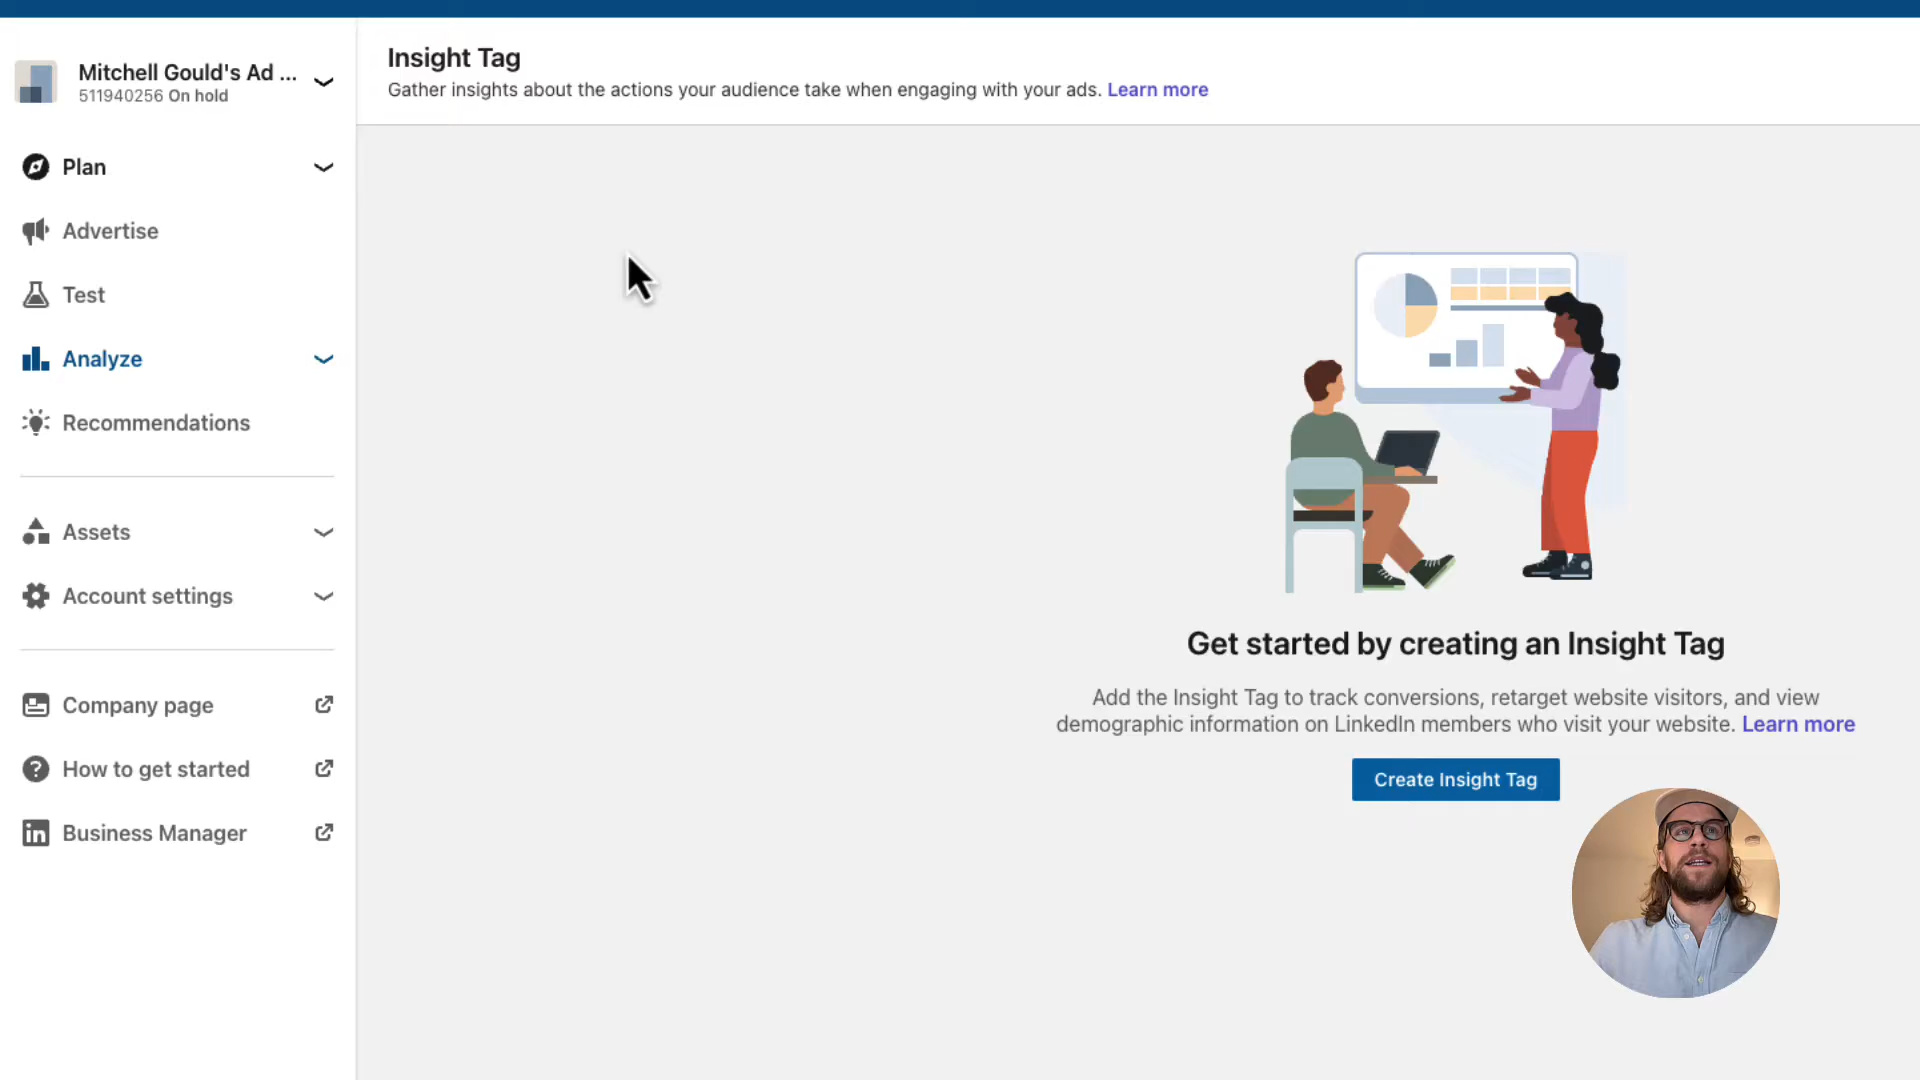 Mitchell Gould's Ad ...
511940256 On hold
Plan
Advertise
Test
Analyze
Recommendations
Assets
Account settings
Company page
How to get started
Business Manager
Insight Tag
Gather insights about the actions your audience take when engaging with your ads. Learn more
Get started by creating an Insight Tag
Add the Insight Tag to track conversions, retarget website visitors, and view
demographic information on LinkedIn members who visit your website. Learn more
Create Insight Tag